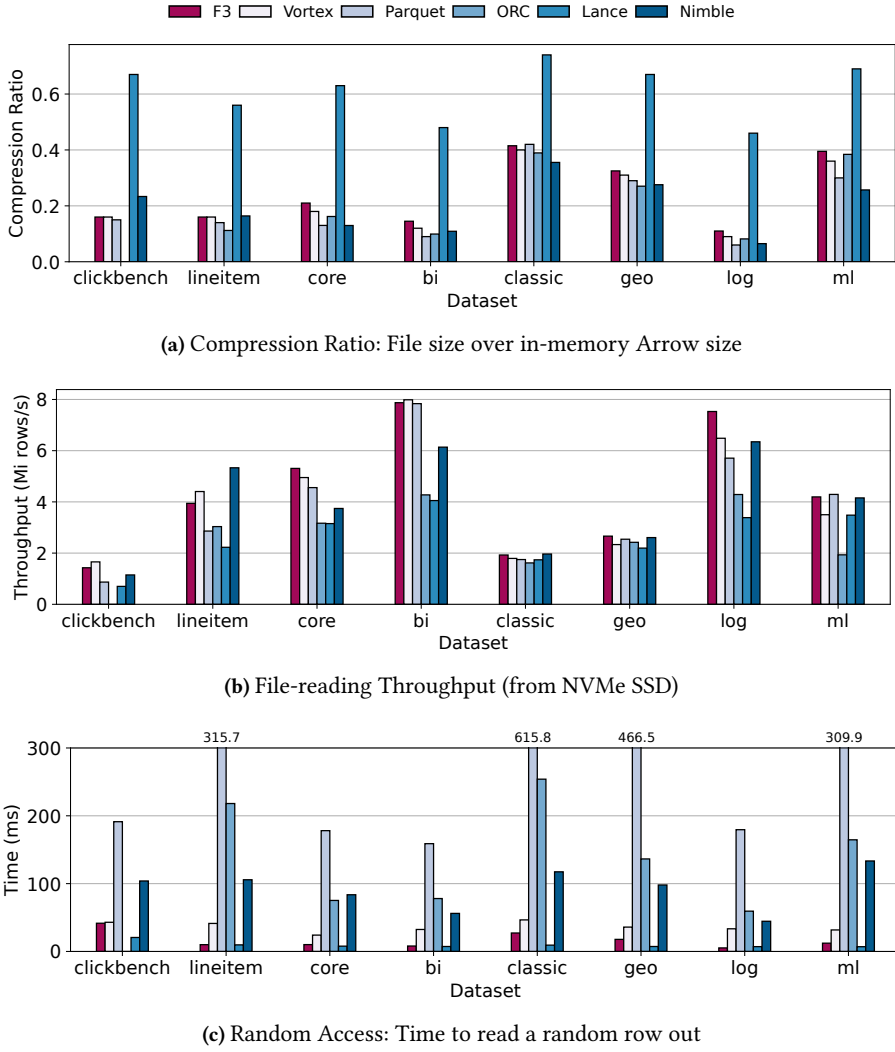 F3 Vortex Parquet ORC Lance Nimble
Compression Ratio
0.6
0.4
0.2
0.0
clickbench lineitem core bi classic geo log ml
Dataset
(a) Compression Ratio: File size over in-memory Arrow size
Throughput (Mi rows/s)
8
6
4
2
0
clickbench lineitem core bi classic geo log ml
Dataset
(b) File-reading Throughput (from NVMe SSD)
315.7 615.8 466.5 309.9
Time (ms)
300
200
100
0
clickbench lineitem core bi classic geo log ml
Dataset
(c) Random Access: Time to read a random row out